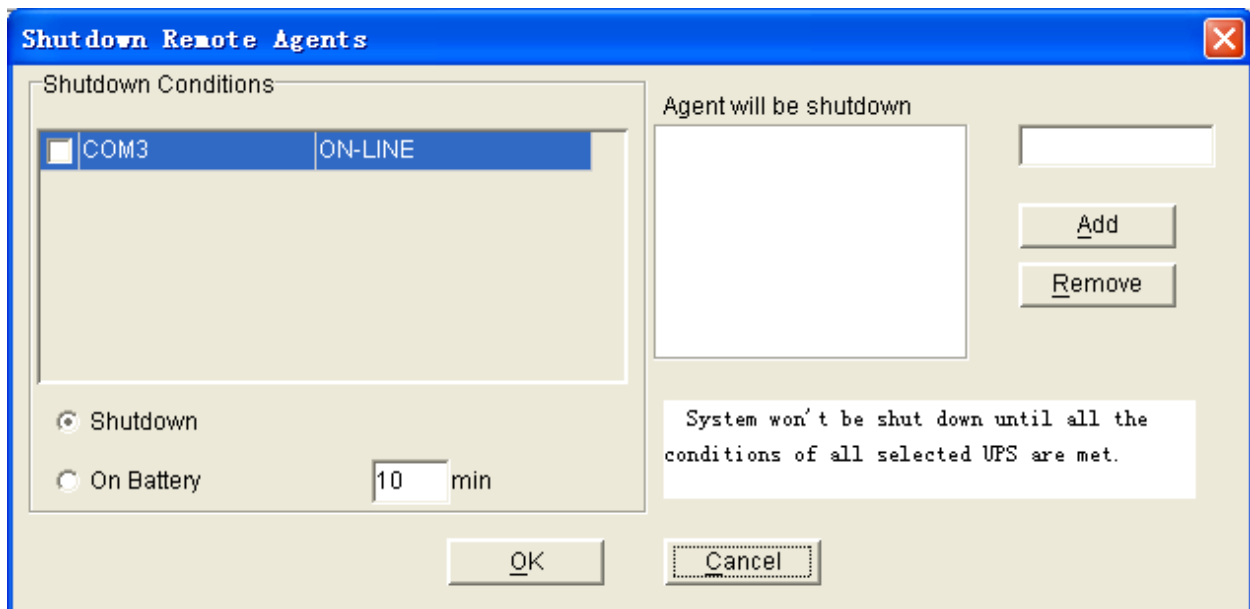 Shutdown Remote Agents
Shutdown Conditions
COM3 ON-LINE
Shutdown
On Battery 10 min
Agent will be shutdown
Add
Remove
System won't be shut down until all the
conditions of all selected UPS are met.
OK Cancel